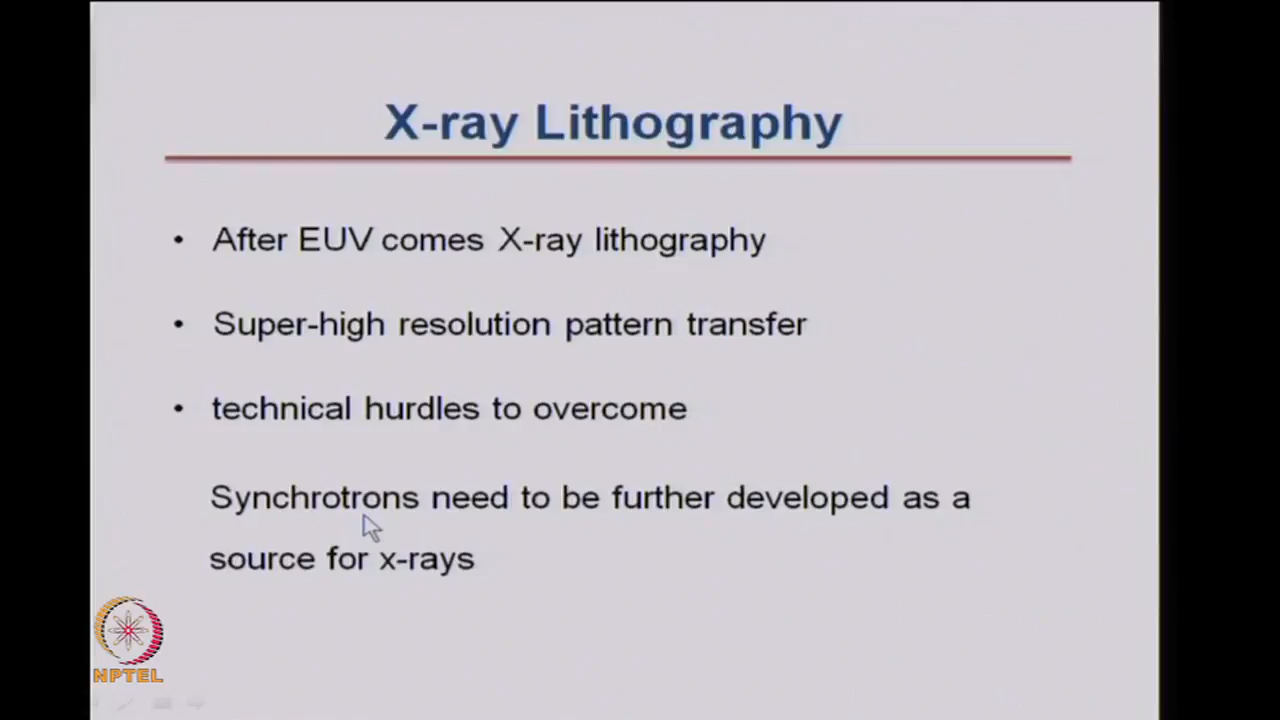 X-ray Lithography
• After EUV comes X-ray lithography
• Super-high resolution pattern transfer
• technical hurdles to overcome
Synchrotrons need to be further developed as a
source for x-rays
NPTEL